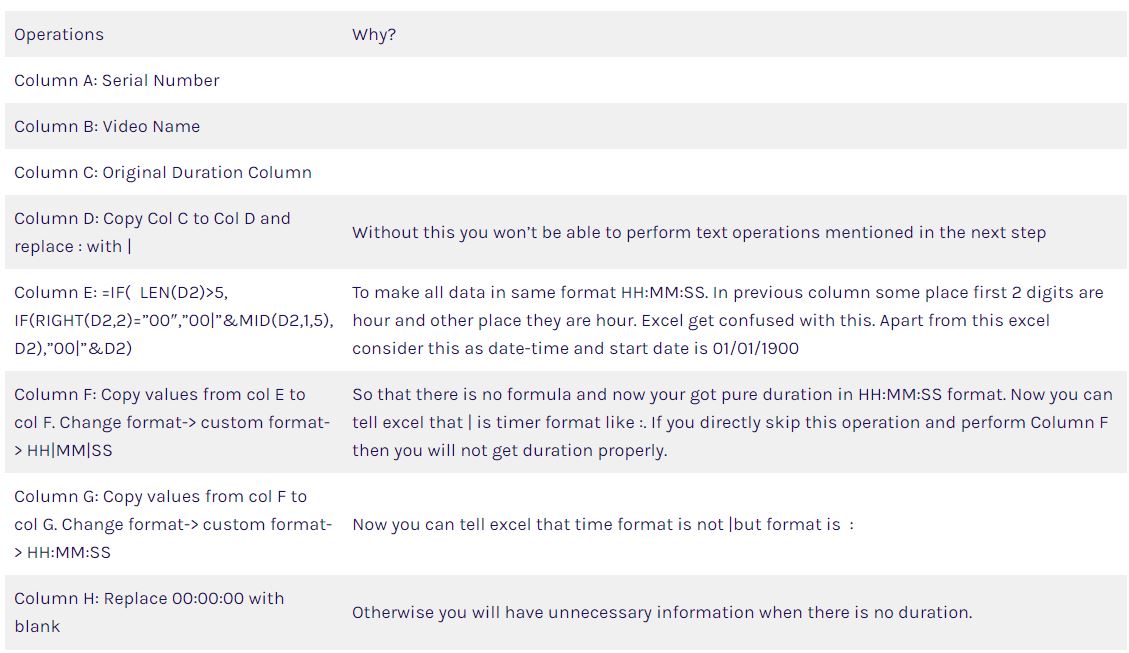 Operations
Why?
Column A: Serial Number
Column B: Video Name
Column C: Original Duration Column
Column D: Copy Col C to Col D and
replace : with |
Without this you won’t be able to perform text operations mentioned in the next step
Column E: =IF(  LEN(D2)>5,
IF(RIGHT(D2,2)=”00″,”00|”&MID(D2,1,5),
D2),”00|”&D2)
To make all data in same format HH:MM:SS. In previous column some place first 2 digits are
hour and other place they are hour. Excel get confused with this. Apart from this excel
consider this as date-time and start date is 01/01/1900
Column F: Copy values from col E to
col F. Change format-> custom format-
> HH|MM|SS
So that there is no formula and now your got pure duration in HH:MM:SS format. Now you can
tell excel that | is timer format like :. If you directly skip this operation and perform Column F
then you will not get duration properly.
Column G: Copy values from col F to
col G. Change format-> custom format-
> HH:MM:SS
Now you can tell excel that time format is not |but format is  :
Column H: Replace 00:00:00 with
blank
Otherwise you will have unnecessary information when there is no duration.